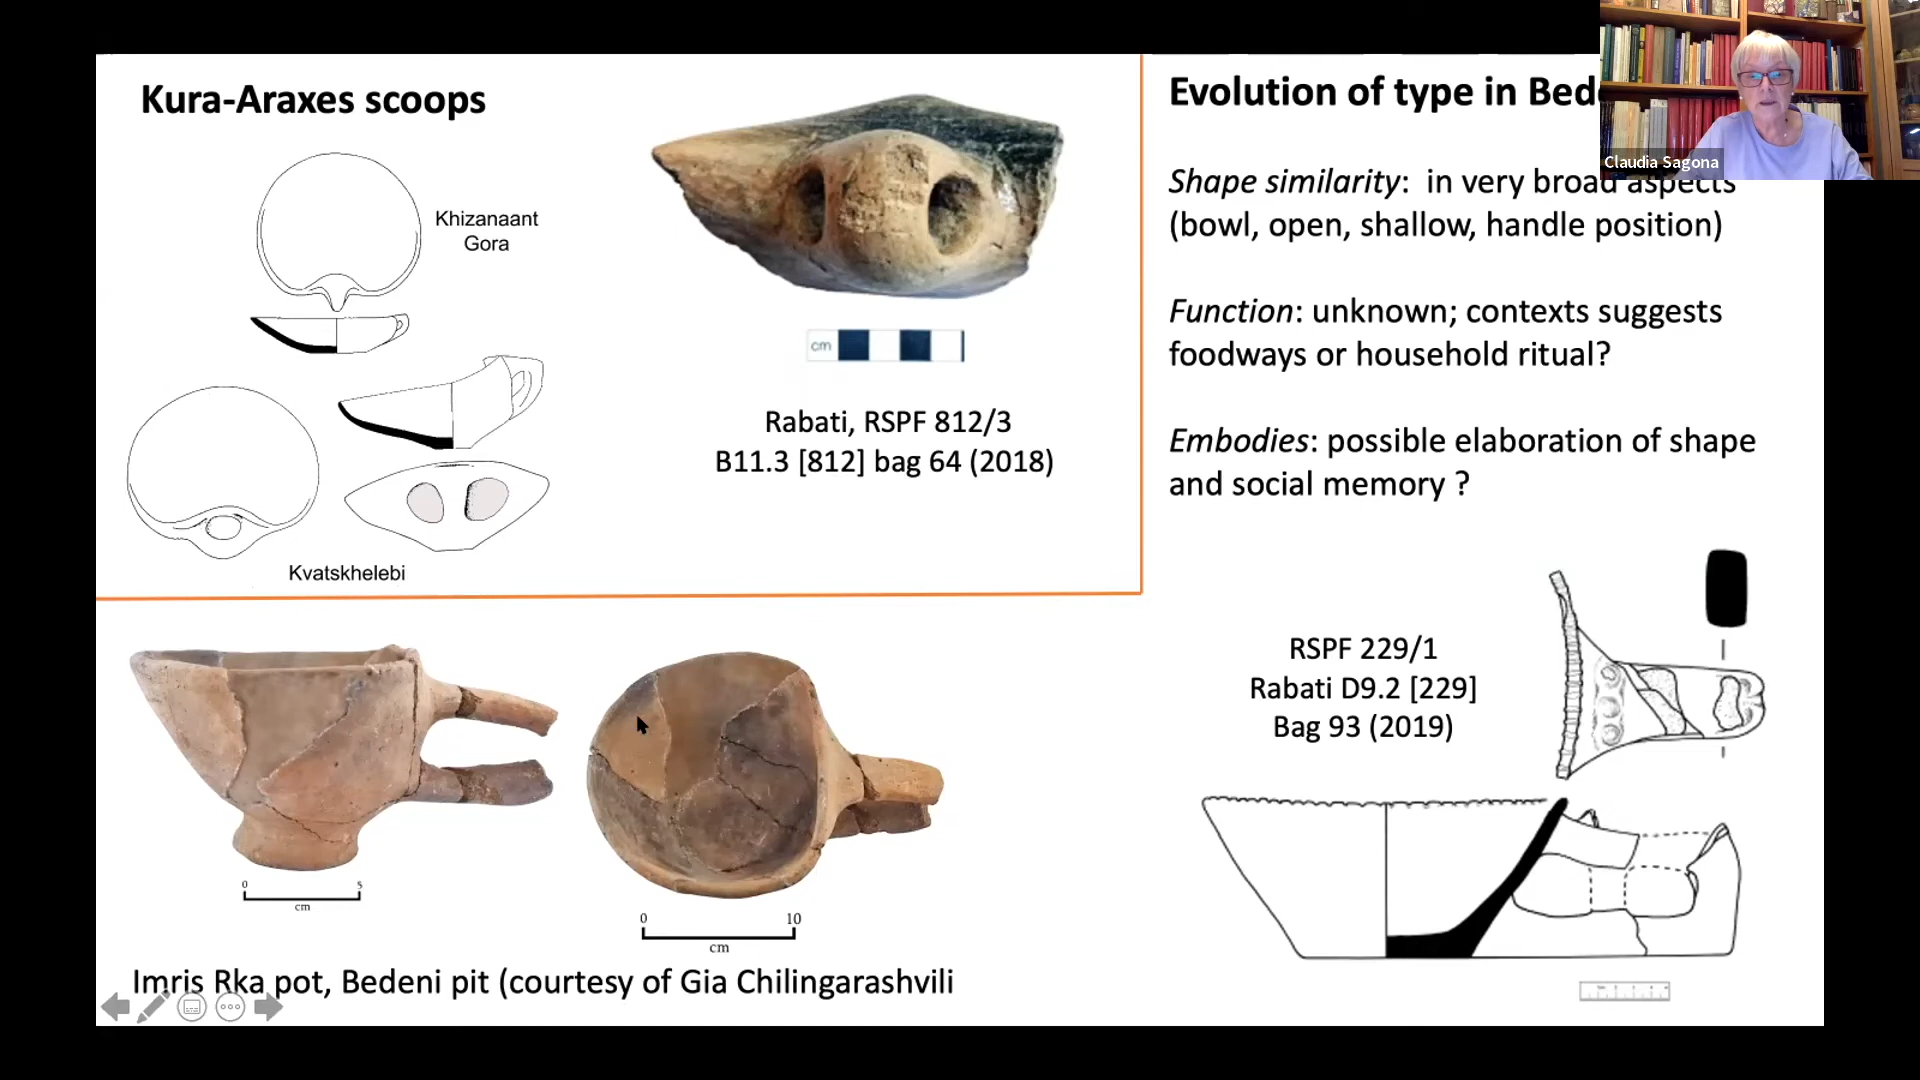 Kura-Araxes scoops
Khizanaant
Gora
Kvatskhelebi
cm
Rabati, RSPF 812/3
B11.3 [812] bag 64 (2018)
Evolution of type in
Claudia Sagona
Shape similarity: in very broad aspects
(bowl, open, shallow, handle position)
Function: unknown; contexts suggests
foodways or household ritual?
Embodies: possible elaboration of shape
and social memory ?
RSPF 229/1
Rabati D9.2 [229]
Bag 93 (2019)
0 5
cm
0 10
cm
Imris Rka pot, Bedeni pit (courtesy of Gia Chilingarashvili